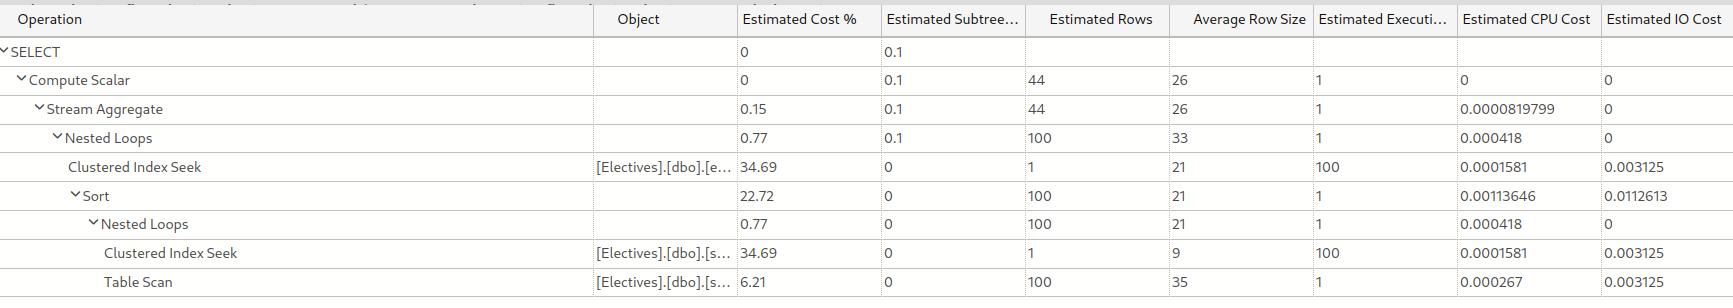 Operation Object Estimated Cost % Estimated Subtree... Estimated Rows Average Row Size Estimated Executi... Estimated CPU Cost Estimated IO Cost
SELECT 0 0.1
Compute Scalar 0 0.1 44 26 1 0 0
Stream Aggregate 0.15 0.1 44 26 1 0.0000819799 0
Nested Loops 0.77 0.1 100 33 1 0.000418 0
Clustered Index Seek [Electives].[dbo].[e... 34.69 0 1 21 100 0.0001581 0.003125
Sort 22.72 0 100 21 1 0.00113646 0.0112613
Nested Loops 0.77 0 100 21 1 0.000418 0
Clustered Index Seek [Electives].[dbo].[s... 34.69 0 1 9 100 0.0001581 0.003125
Table Scan [Electives].[dbo].[s... 6.21 0 100 35 1 0.000267 0.003125